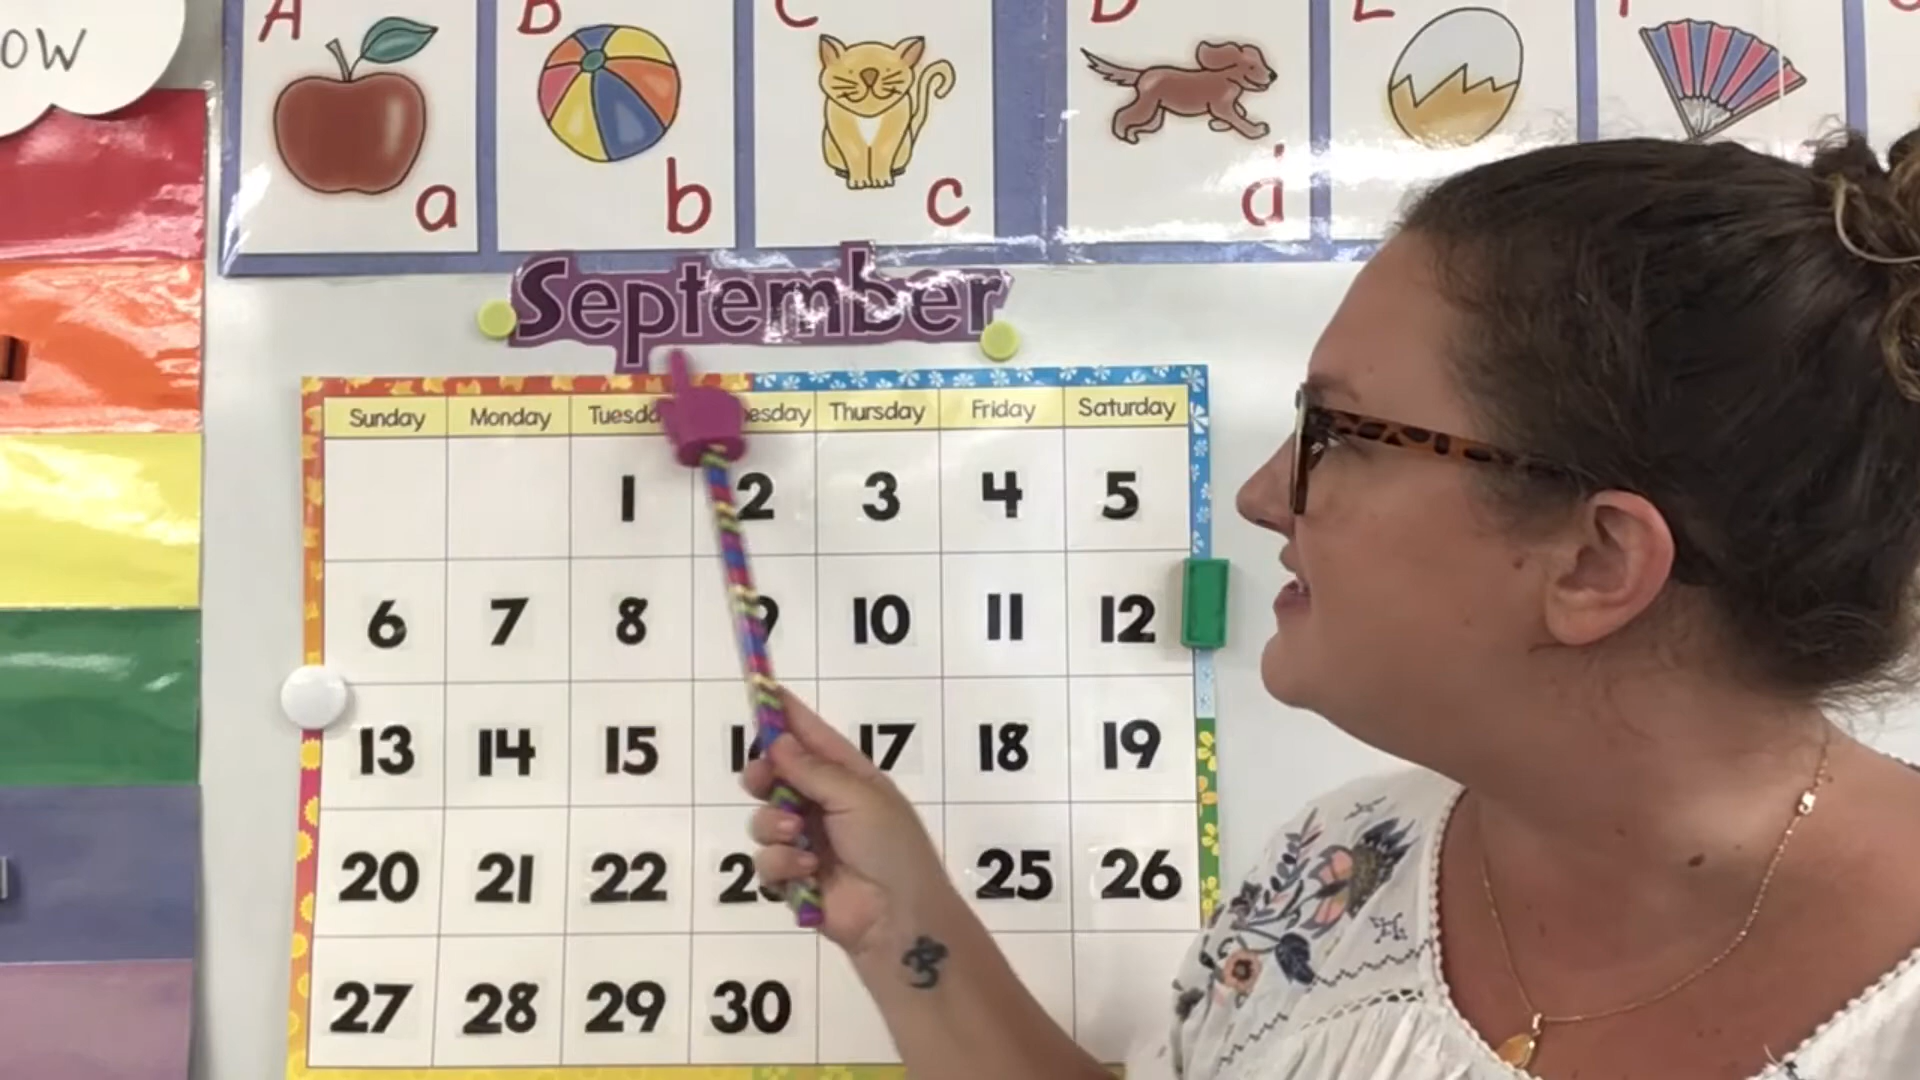 OW
A B C D E
a b c d
September
Sunday Monday Thursday Friday Saturday
1 2 3 4 5
6 7 8 9 10 11 12
13 14 15 17 18 19
20 21 22 25 26
27 28 29 30